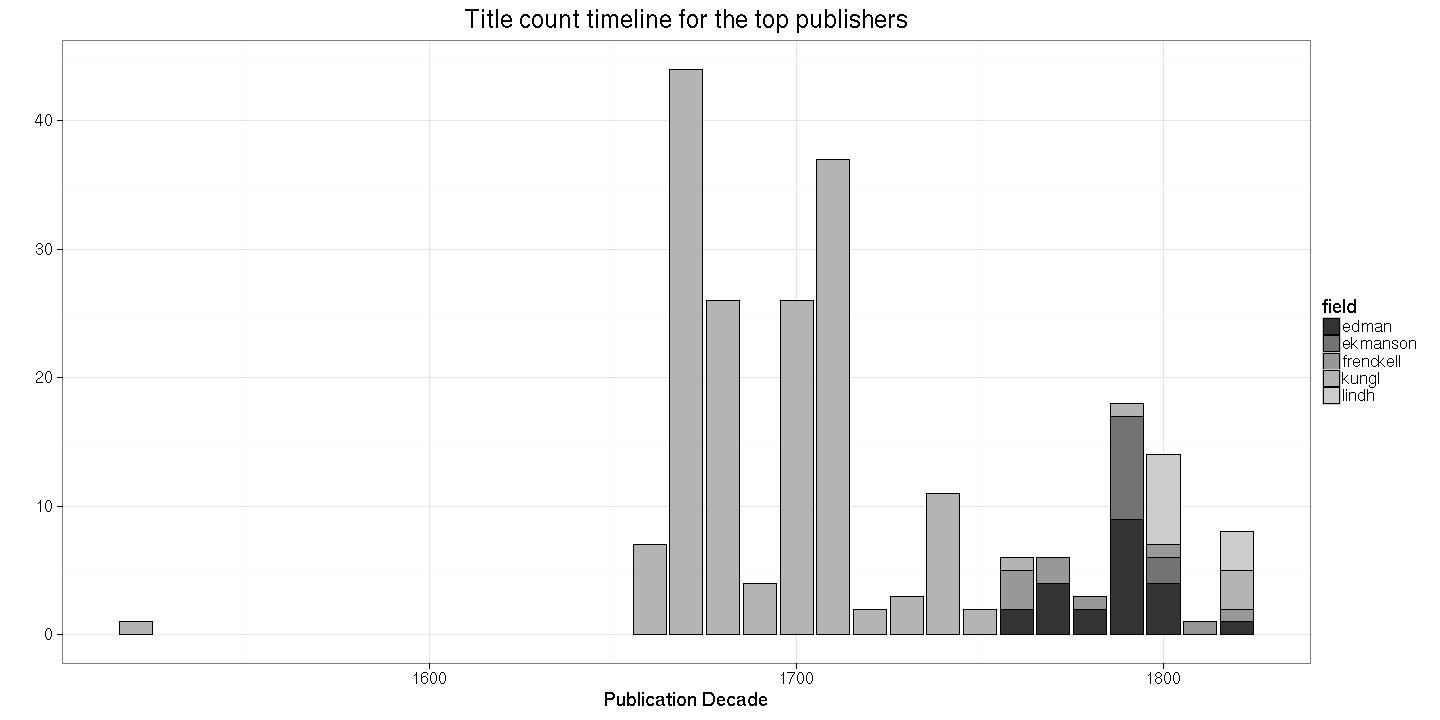 Title count timeline for the top publishers
40
30
20
10
0
1600
1700
1800
Publication Decade
field
edman
ekmanson
frenckell
kungl
lindh